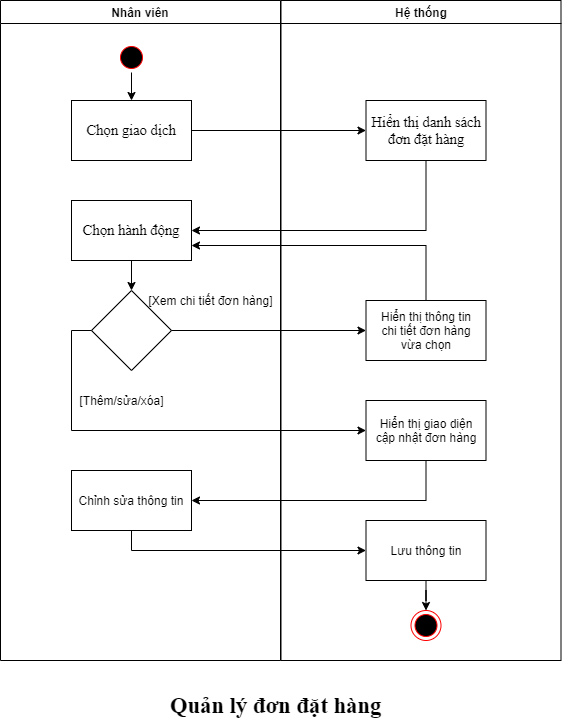 Nhân viên
Hệ thống
Chọn giao dịch
Hiển thị danh sách
đơn đặt hàng
Chọn hành động
[Xem chi tiết đơn hàng]
Hiển thị thông tin
chi tiết đơn hàng
vừa chọn
[Thêm/sửa/xóa]
Hiển thị giao diện
cập nhật đơn hàng
Chỉnh sửa thông tin
Lưu thông tin
Quản lý đơn đặt hàng